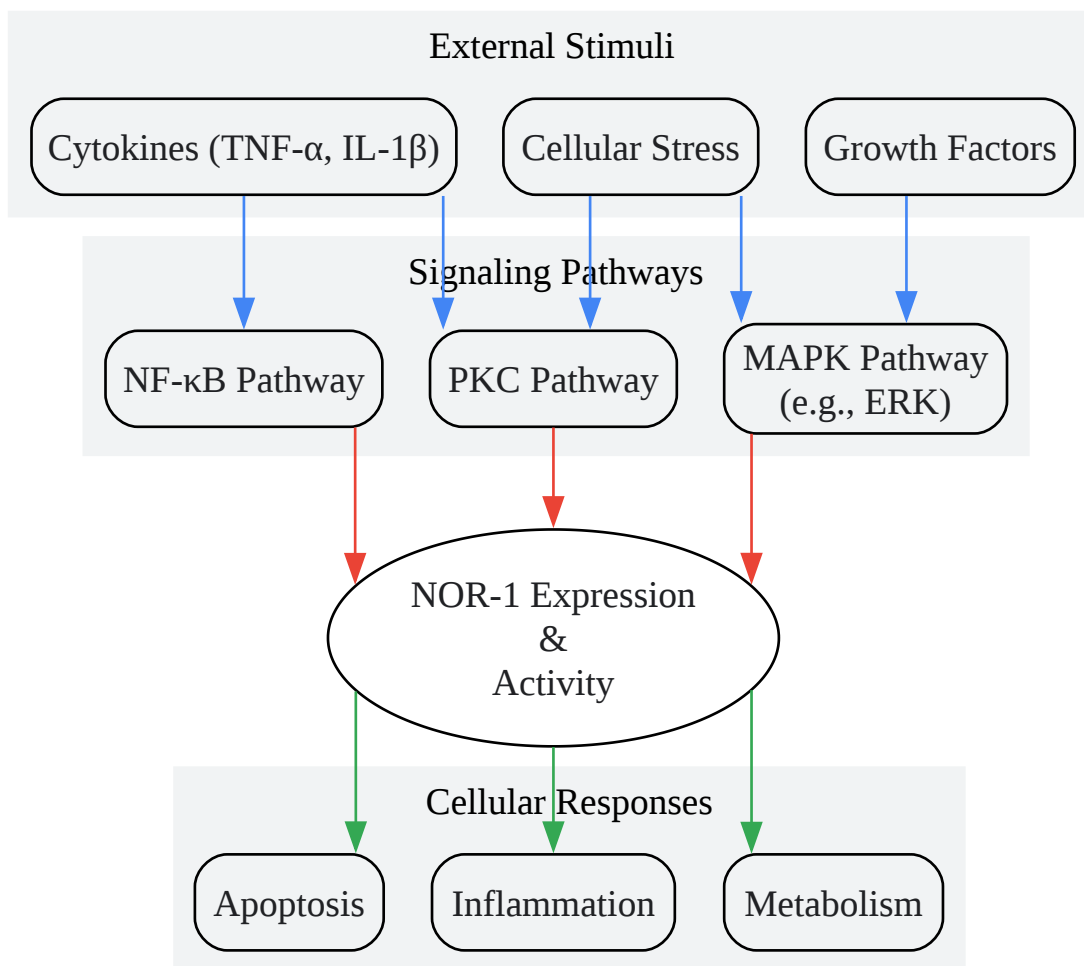 External Stimuli
Cytokines (TNF-α, IL-1β)
Cellular Stress
Growth Factors
Signaling Pathways
NF-κB Pathway
PKC Pathway
MAPK Pathway
(e.g., ERK)
NOR-1 Expression
&
Activity
Cellular Responses
Apoptosis
Inflammation
Metabolism